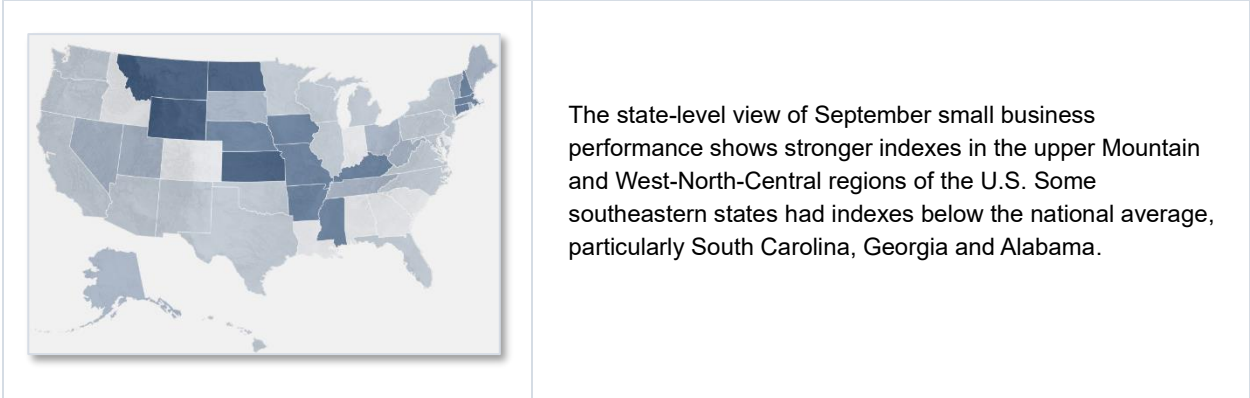 The state-level view of September small business
performance shows stronger indexes in the upper Mountain
and West-North-Central regions of the U.S. Some
southeastern states had indexes below the national average,
particularly South Carolina, Georgia and Alabama.